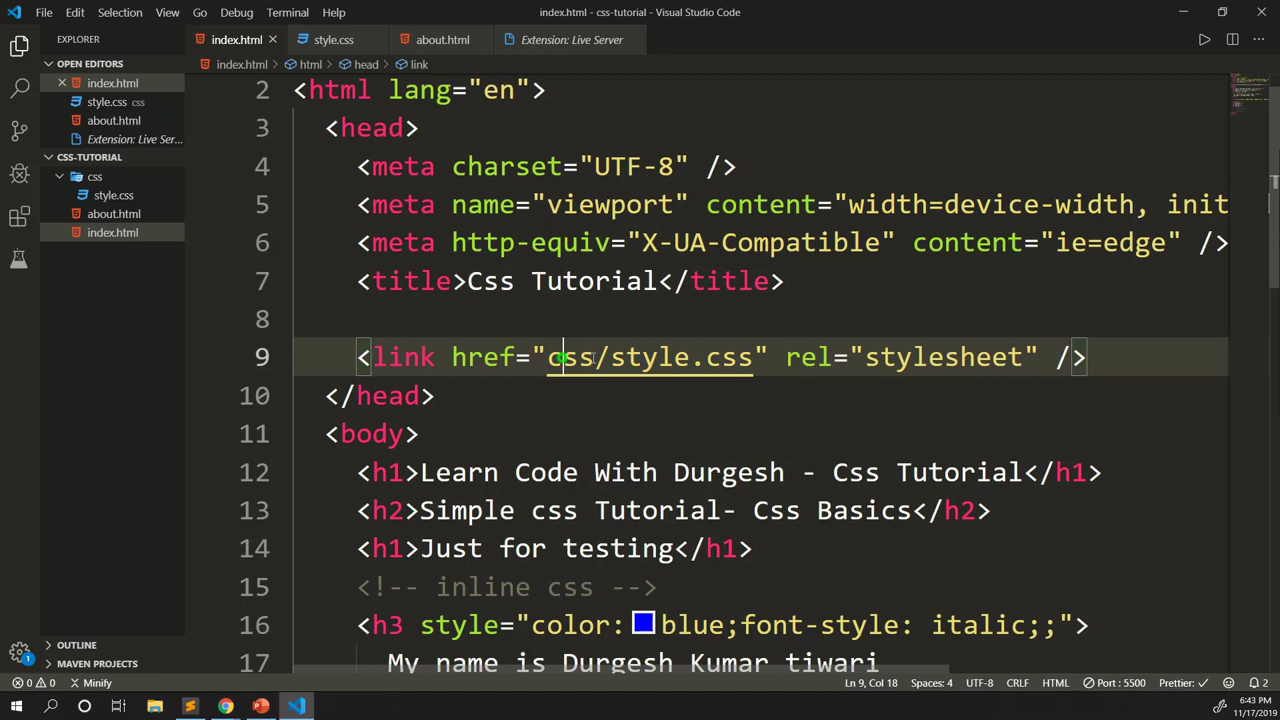 File Edit Selection View Go Debug Terminal Help
index.html - css-tutorial - Visual Studio Code
EXPLORER
index.html
style.css
about.html
Extension: Live Server
OPEN EDITORS
index.html
style.css css
about.html
Extension: Live Ser...
CSS-TUTORIAL
css
style.css
about.html
index.html
OUTLINE
MAVEN PROJECTS
index.html > html > head > link
2 <html lang="en">
3 <head>
4 <meta charset="UTF-8" />
5 <meta name="viewport" content="width=device-width, init
6 <meta http-equiv="X-UA-Compatible" content="ie=edge" />
7 <title>Css Tutorial</title>
8
9 <link href="css/style.css" rel="stylesheet" />
10 </head>
11 <body>
12 <h1>Learn Code With Durgesh - Css Tutorial</h1>
13 <h2>Simple css Tutorial- Css Basics</h2>
14 <h1>Just for testing</h1>
15 <!-- inline css -->
16 <h3 style="color: blue;font-style: italic;;">
17 My name is Durgesh Kumar tiwari
1
0 0 Minify
Ln 9, Col 18 Spaces: 4 UTF-8 CRLF HTML Port : 5500 Prettier: ✓ 2
6:43 PM
11/17/2019